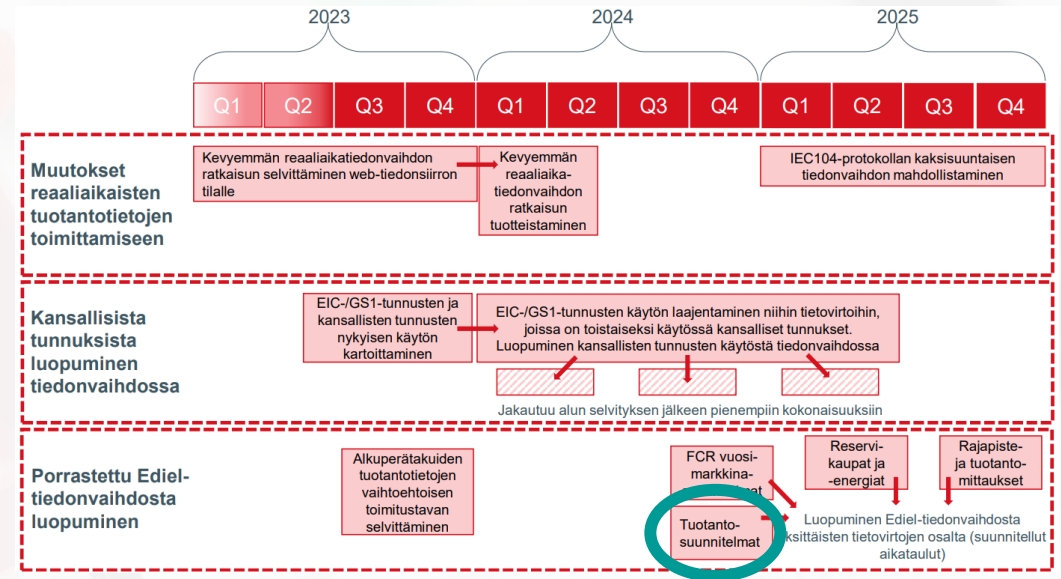 2023
2024
2025
Q1
Q2
Q3
Q4
Q1
Q2
Q3
Q4
Q1
Q2
Q3
Q4
Muutokset
reaaliaikaisten
tuotantotietojen
toimittamiseen
Kevyemmän reaaliaikatiedonvaihdon
ratkaisun selvittäminen web-tiedonsiirron
tilalle
Kevyemmän
reaaliaika-
tiedonvaihdon
ratkaisun
tuotteistaminen
IEC104-protokollan kaksisuuntaisen
tiedonvaihdon mahdollistaminen
Kansallisista
tunnuksista
luopuminen
tiedonvaihdossa
EIC-/GS1-tunnusten ja
kansallisten tunnusten
nykyisen käytön
kartoittaminen
EIC-/GS1-tunnusten käytön laajentaminen niihin tietovirtoihin,
joissa on toistaiseksi käytössä kansalliset tunnukset.
Luopuminen kansallisten tunnusten käytöstä tiedonvaihdossa
Jakautuu alun selvityksen jälkeen pienempiin kokonaisuuksiin
Porrastettu Ediel-
tiedonvaihdosta
luopuminen
Alkuperätakuiden
tuotantotietojen
vaihtoehtoisen
toimitustavan
selvittäminen
FCR vuosi-
markkina-
Tuotanto-
suunnitelmat
Reservi-
kaupat ja
-energiat
Rajapiste-
ja tuotanto-
mittaukset
Luopuminen Ediel-tiedonvaihdosta
tietovirtojen osalta (suunnitellut
aikataulut)